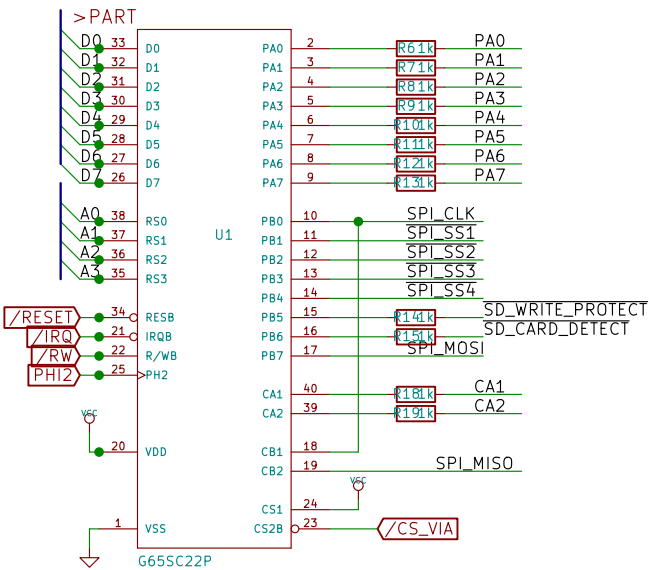 >PART
D0 33 D0 PA0 2 R6 1k PA0
D1 32 D1 PA1 3 R7 1k PA1
D2 31 D2 PA2 4 R8 1k PA2
D3 30 D3 PA3 5 R9 1k PA3
D4 29 D4 PA4 6 R10 1k PA4
D5 28 D5 PA5 7 R11 1k PA5
D6 27 D6 PA6 8 R12 1k PA6
D7 26 D7 PA7 9 R13 1k PA7
A0 38 RS0 PB0 10 SPI_CLK
U1
A1 37 RS1 PB1 11 SPI_SS1
A2 36 RS2 PB2 12 SPI_SS2
A3 35 RS3 PB3 13 SPI_SS3
PB4 14 SPI_SS4
/RESET 34 RESB PB5 15 R14 1k SD_WRITE_PROTECT
/IRQ 21 IRQB PB6 16 R15 1k SD_CARD_DETECT
/RW 22 R/WB PB7 17 SPI_MOSI
PHI2 25 PH2
CA1 40 R18 1k CA1
VCC CA2 39 R19 1k CA2
20 VDD CB1 18
CB2 19 SPI_MISO
VCC
CS1 24
1 VSS CS2B 23 /CS_VIA
G65SC22P